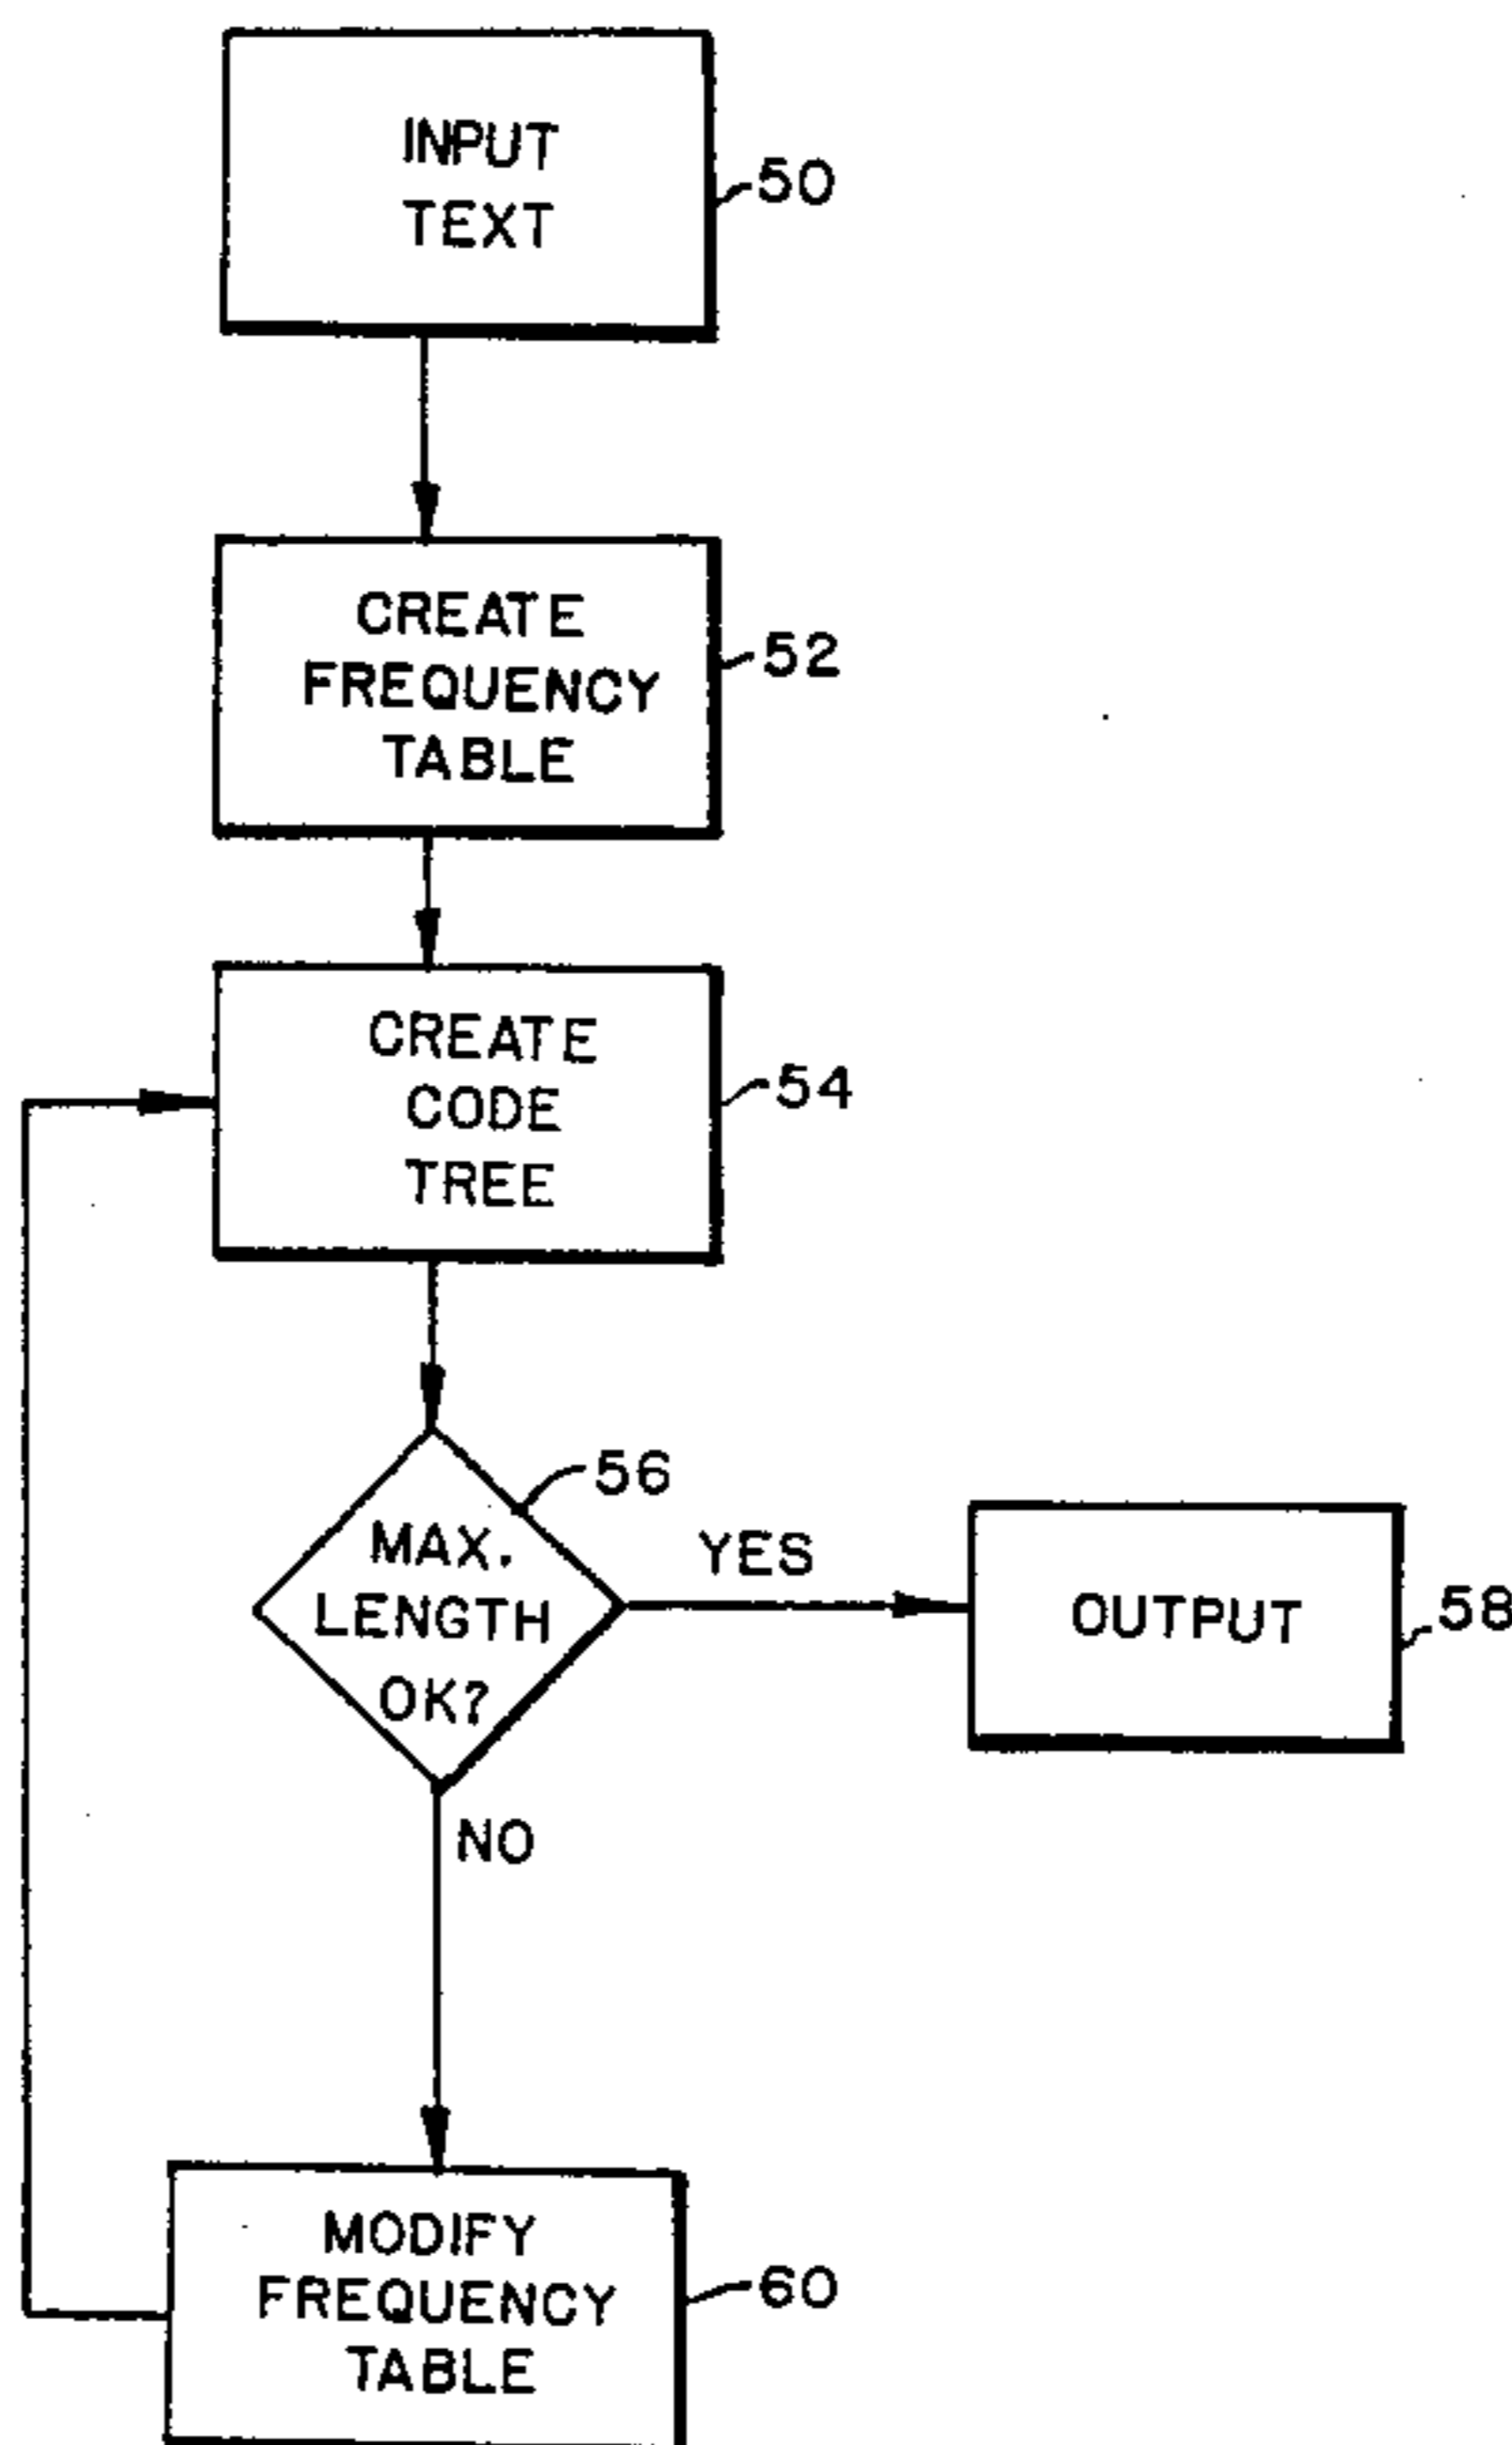 INPUT
TEXT
50
CREATE
FREQUENCY
TABLE
52
CREATE
CODE
TREE
54
56
MAX.
LENGTH
OK?
YES
OUTPUT
58
NO
MODIFY
FREQUENCY
TABLE
60